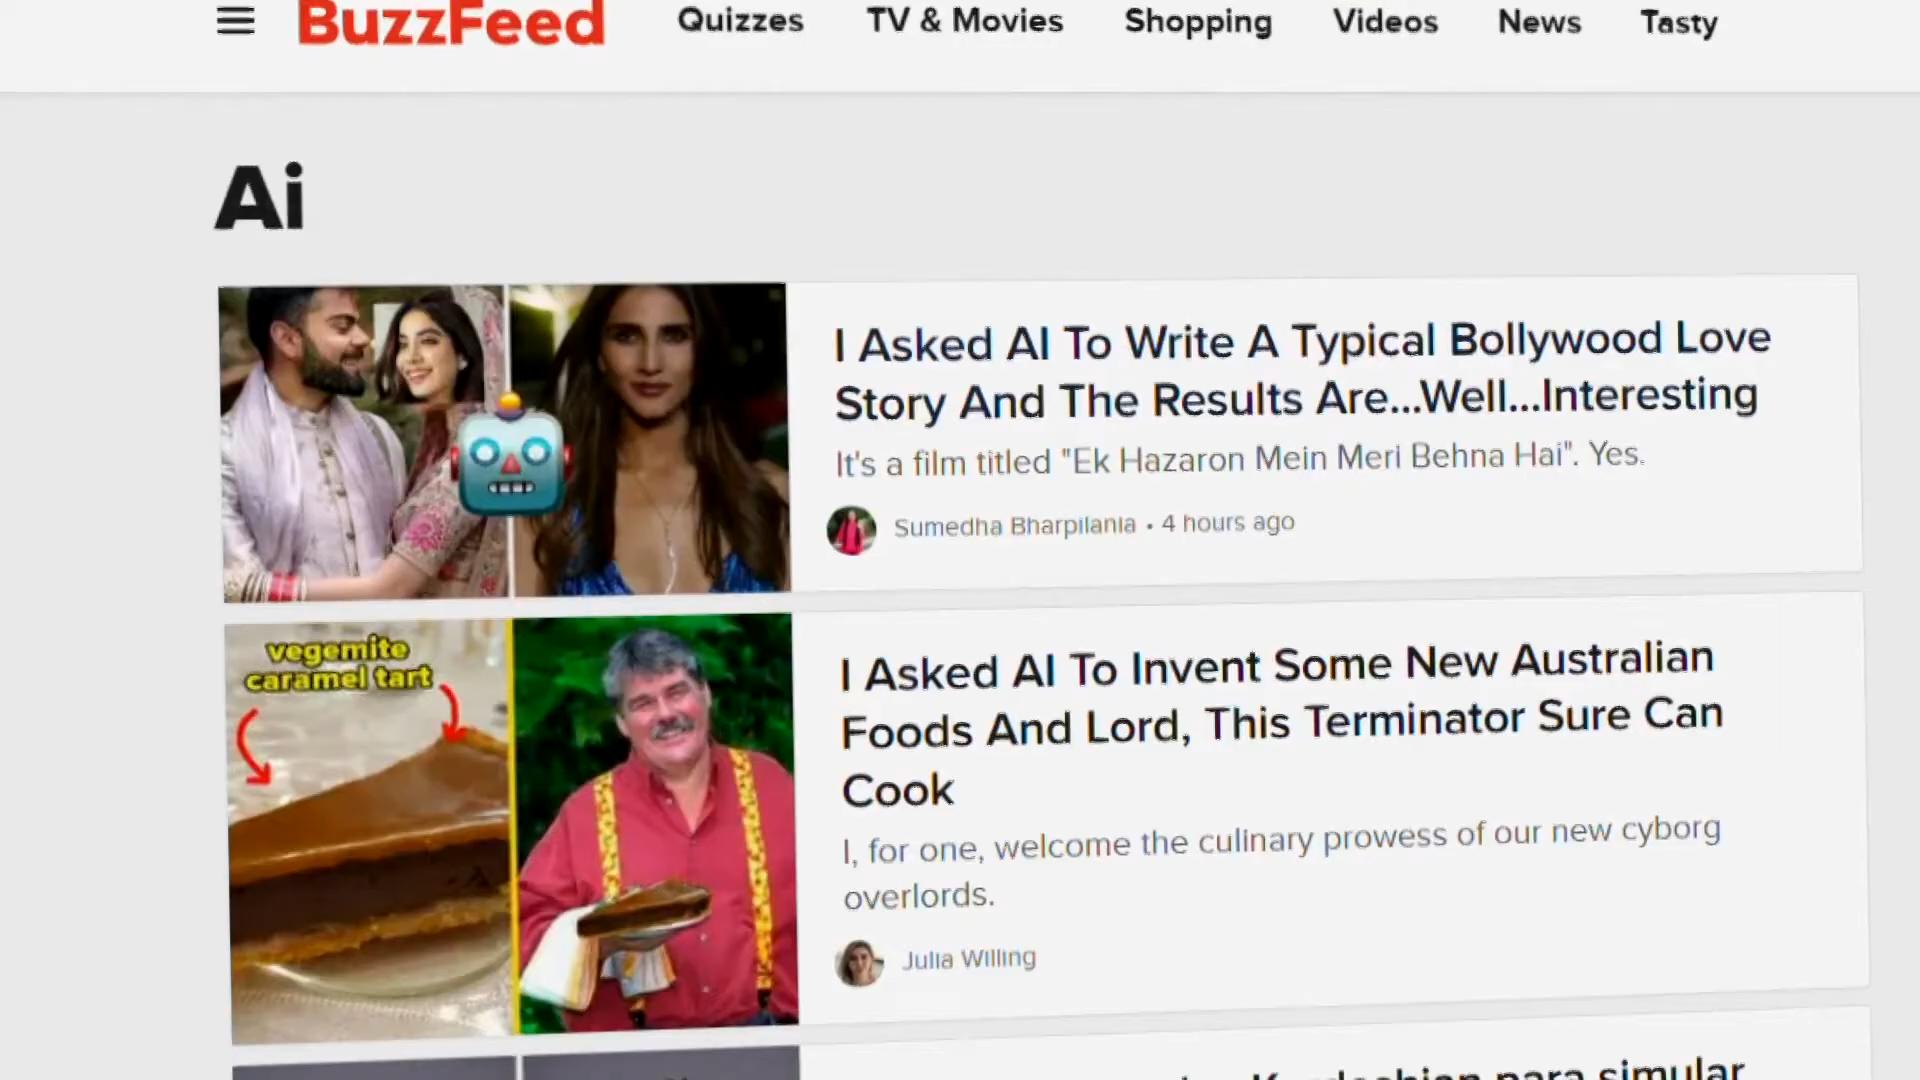 BuzzFeed
Quizzes
TV & Movies
Shopping
Videos
News
Tasty
Ai
I Asked AI To Write A Typical Bollywood Love
Story And The Results Are...Well...Interesting
It's a film titled "Ek Hazaron Mein Meri Behna Hai". Yes.
Sumedha Bharpilania • 4 hours ago
vegemite
caramel tart
I Asked AI To Invent Some New Australian
Foods And Lord, This Terminator Sure Can
Cook
I, for one, welcome the culinary prowess of our new cyborg
overlords.
Julia Willing
Kardashian para simular